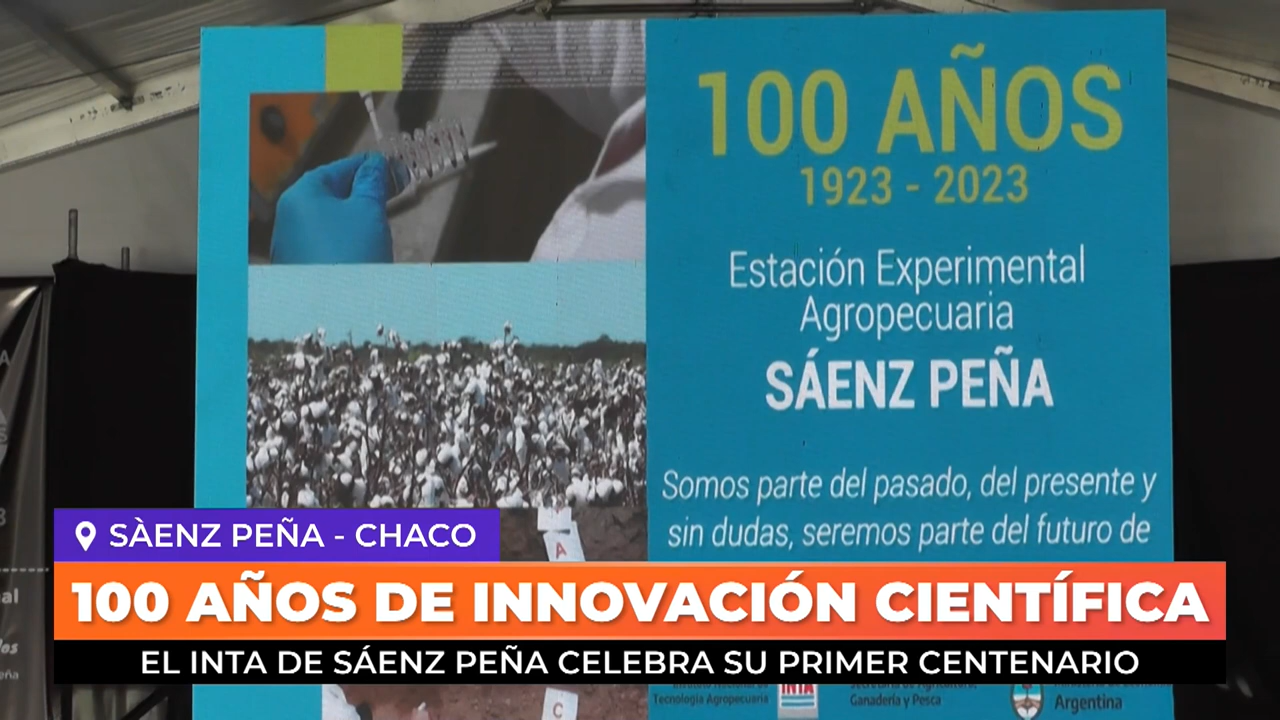 100 AÑOS
1923 - 2023
Estación Experimental
Agropecuaria
SÁENZ PEÑA
Somos parte del pasado, del presente y
sin dudas, seremos parte del futuro de
A
SÀENZ PEÑA - CHACO
100 AÑOS DE INNOVACIÓN CIENTÍFICA
EL INTA DE SÁENZ PEÑA CELEBRA SU PRIMER CENTENARIO
Tecnología Agropecuaria
INTA
Ganadería y Pesca
Argentina
C